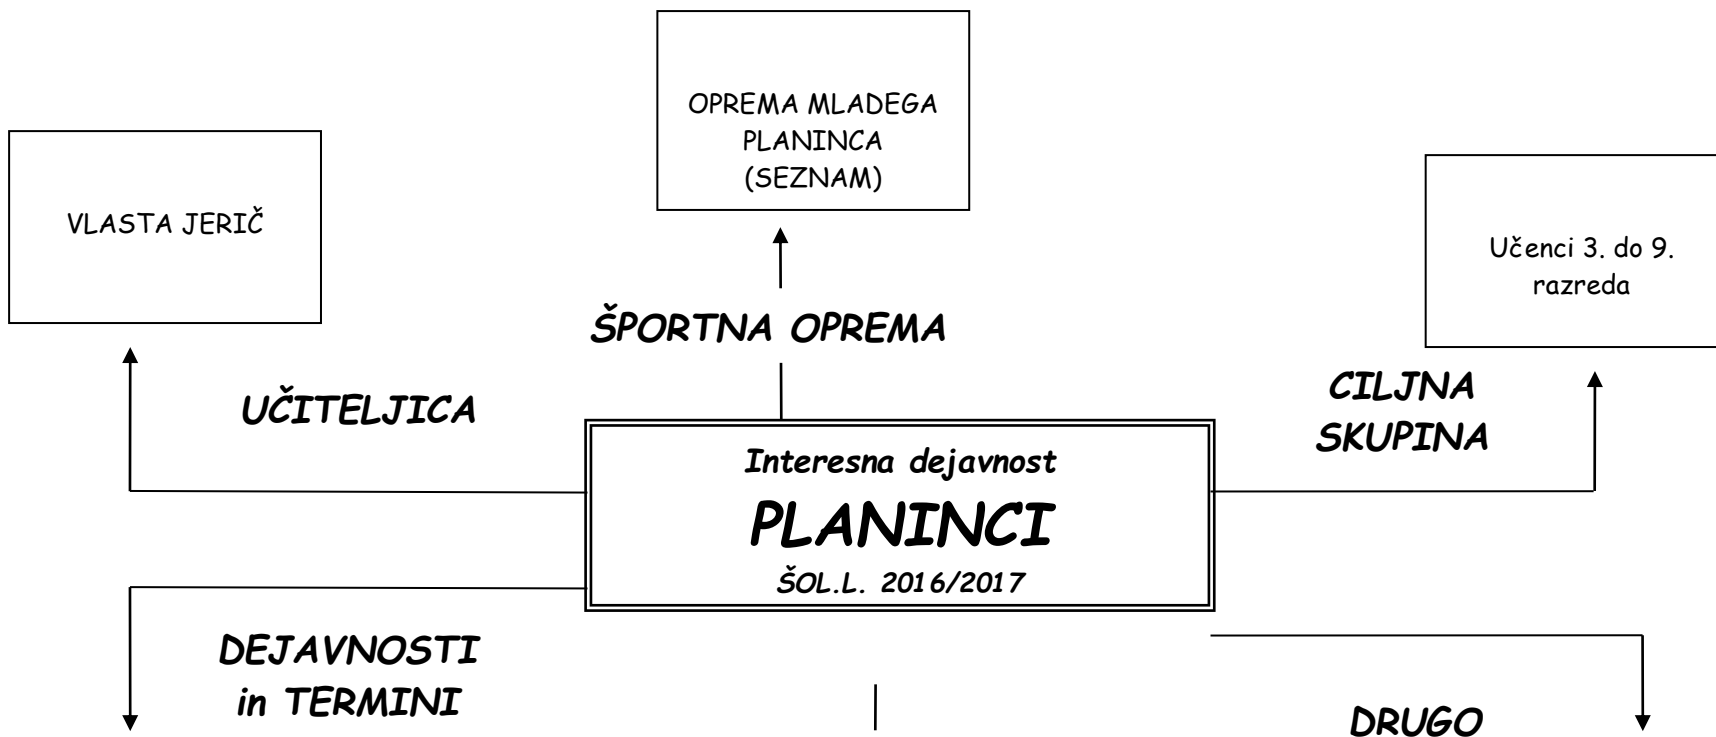 OPREMA MLADEGA
PLANINCA
(SEZNAM)
VLASTA JERIČ
Učenci 3. do 9.
razreda
ŠPORTNA OPREMA
UČITELJICA
CILJNA
SKUPINA
Interesna dejavnost
PLANINCI
ŠOL.L. 2016/2017
DEJAVNOSTI
in TERMINI
DRUGO